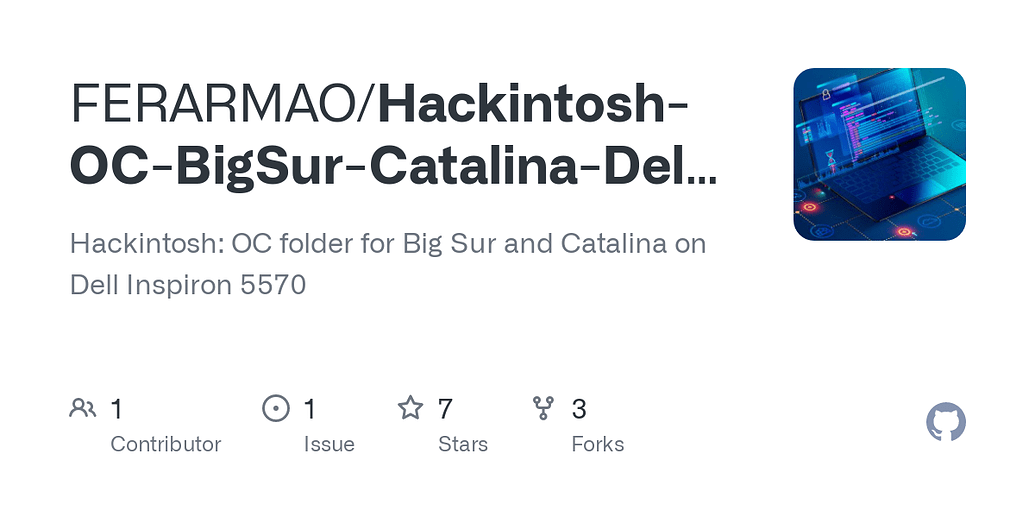 FERARMAO/Hackintosh-
OC-BigSur-Catalina-Del...
Hackintosh: OC folder for Big Sur and Catalina on
Dell Inspiron 5570
1
Contributor
1
Issue
7
Stars
3
Forks